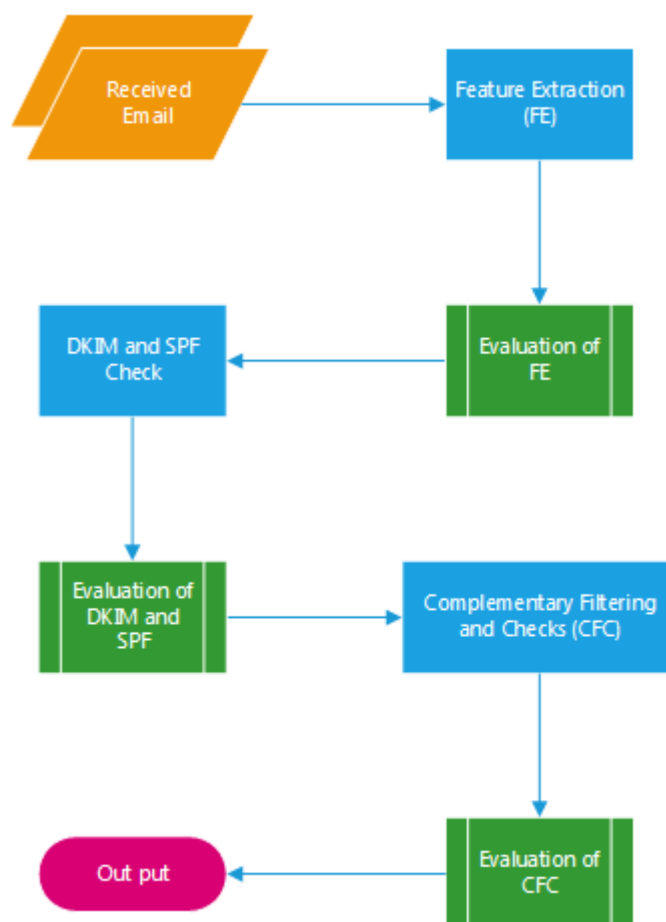 Received
Email
Feature Extraction
(FE)
Evaluation of
FE
DKIM and SPF
Check
Evaluation of
DKIM and
SPF
Complementary Filtering
and Checks (CFC)
Evaluation of
CFC
Out put